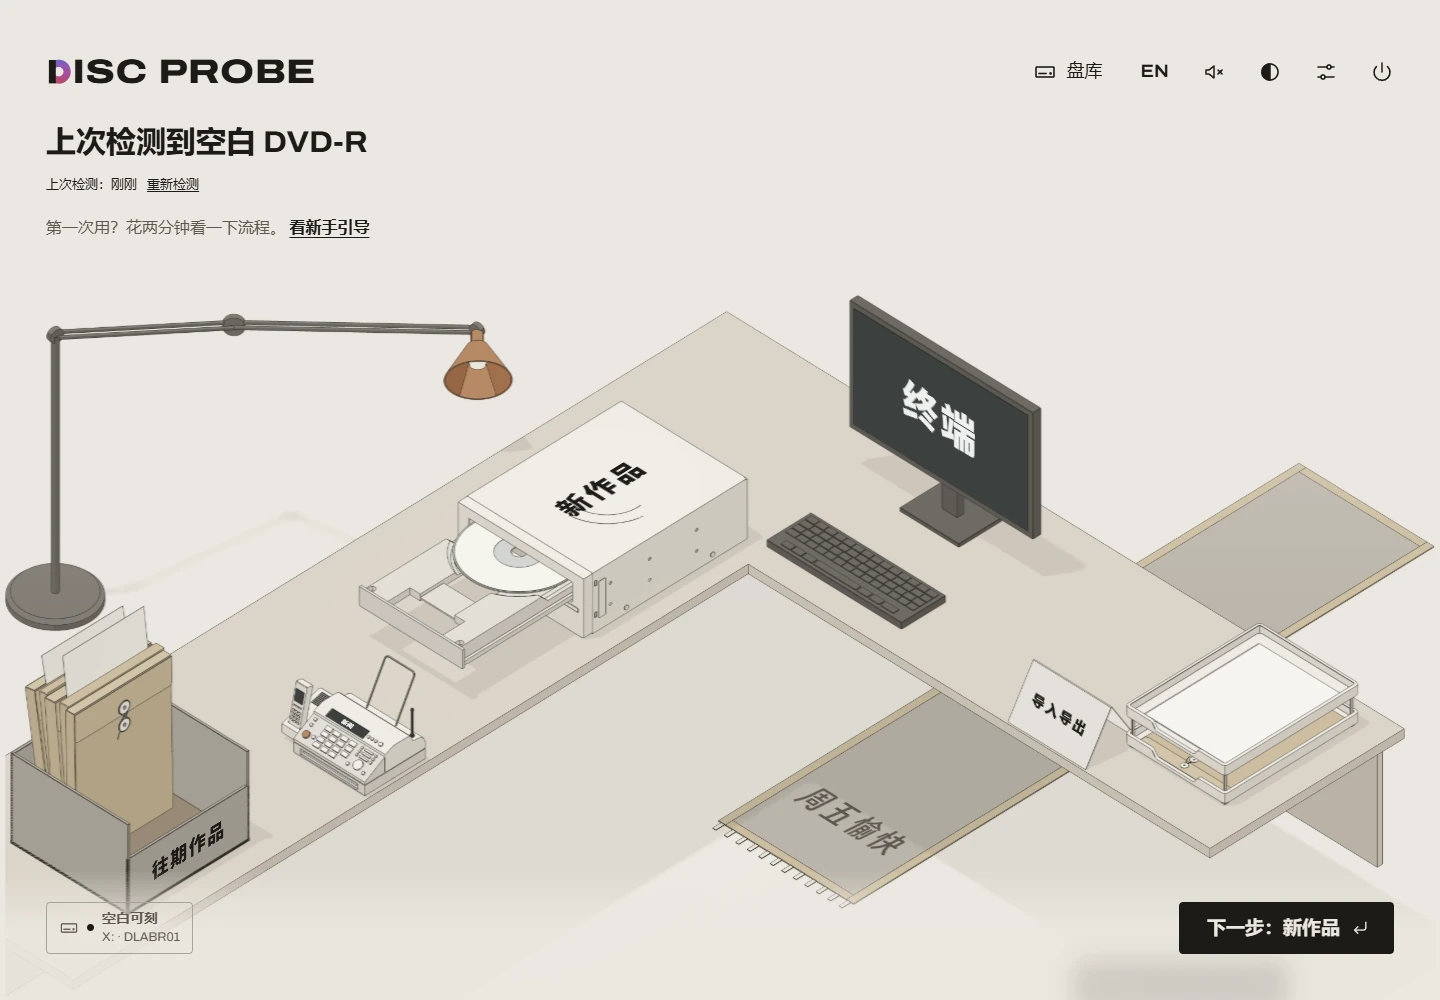 DISC PROBE
盘库
EN
上次检测到空白 DVD-R
上次检测：刚刚 重新检测
第一次用？花两分钟看一下流程。 看新手引导
终端
新作品
导入导出
往期作品
周五愉快
空白可刻
X: · DLABR01
下一步：新作品